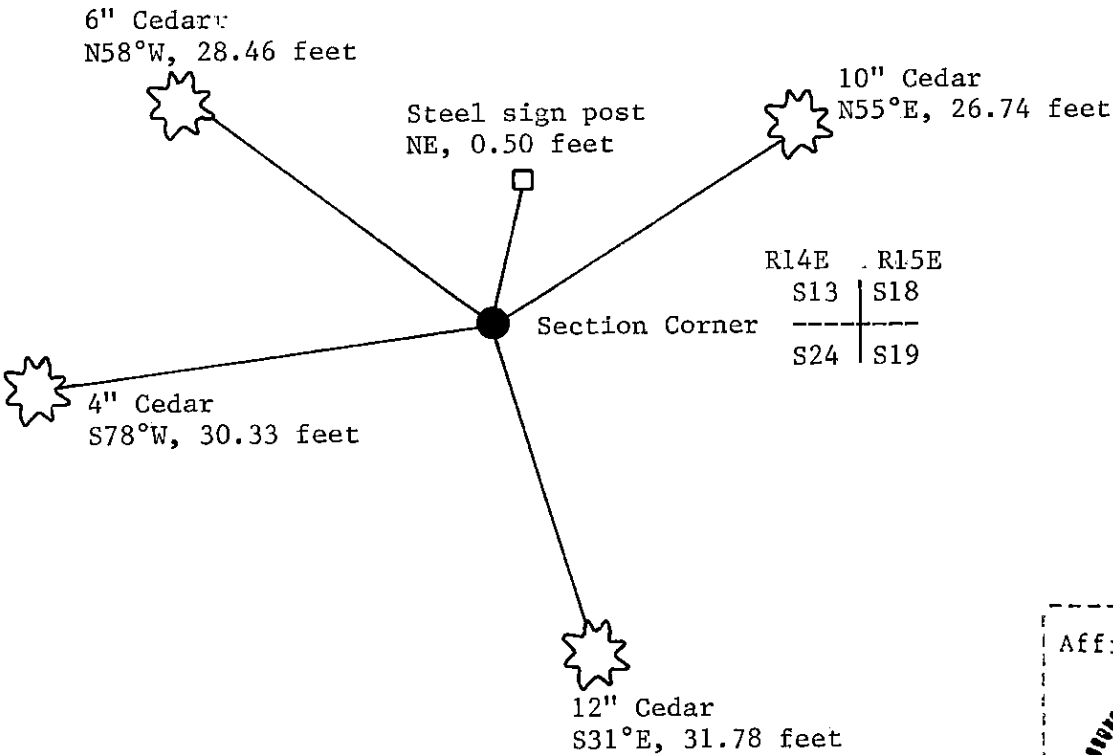 6" Cedar
N58°W, 28.46 feet
Steel sign post
NE, 0.50 feet
10" Cedar
N55°E, 26.74 feet
R14E R15E
S13 S18
Section Corner
S24 S19
4" Cedar
S78°W, 30.33 feet
12" Cedar
S31°E, 31.78 feet